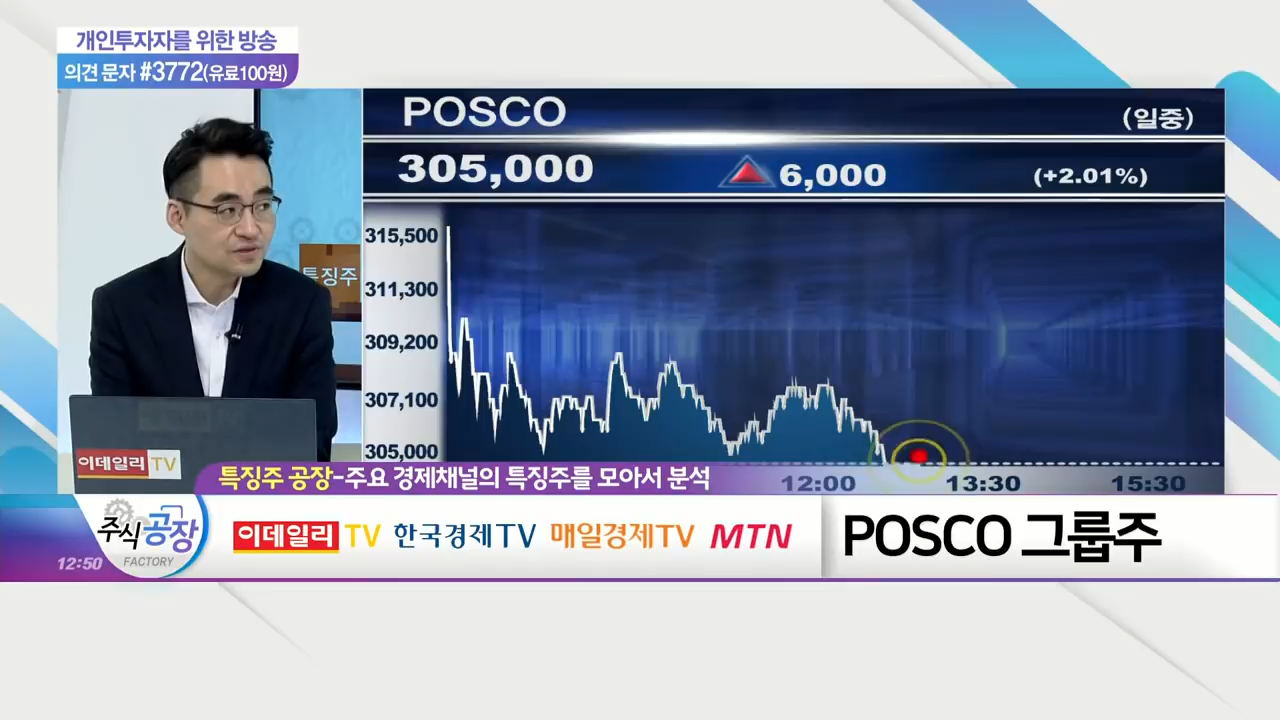 개인투자자를 위한 방송
의견 문자 #3772(유료100원)
POSCO
(일중)
305,000
6,000
(+2.01%)
315,500
311,300
309,200
307,100
305,000
12:00
13:30
15:30
특징주
이데일리 TV
특징주 공장-주요 경제채널의 특징주를 모아서 분석
주식공장
FACTORY
12:50
이데일리 TV 한국경제TV 매일경제TV MTN
POSCO 그룹주